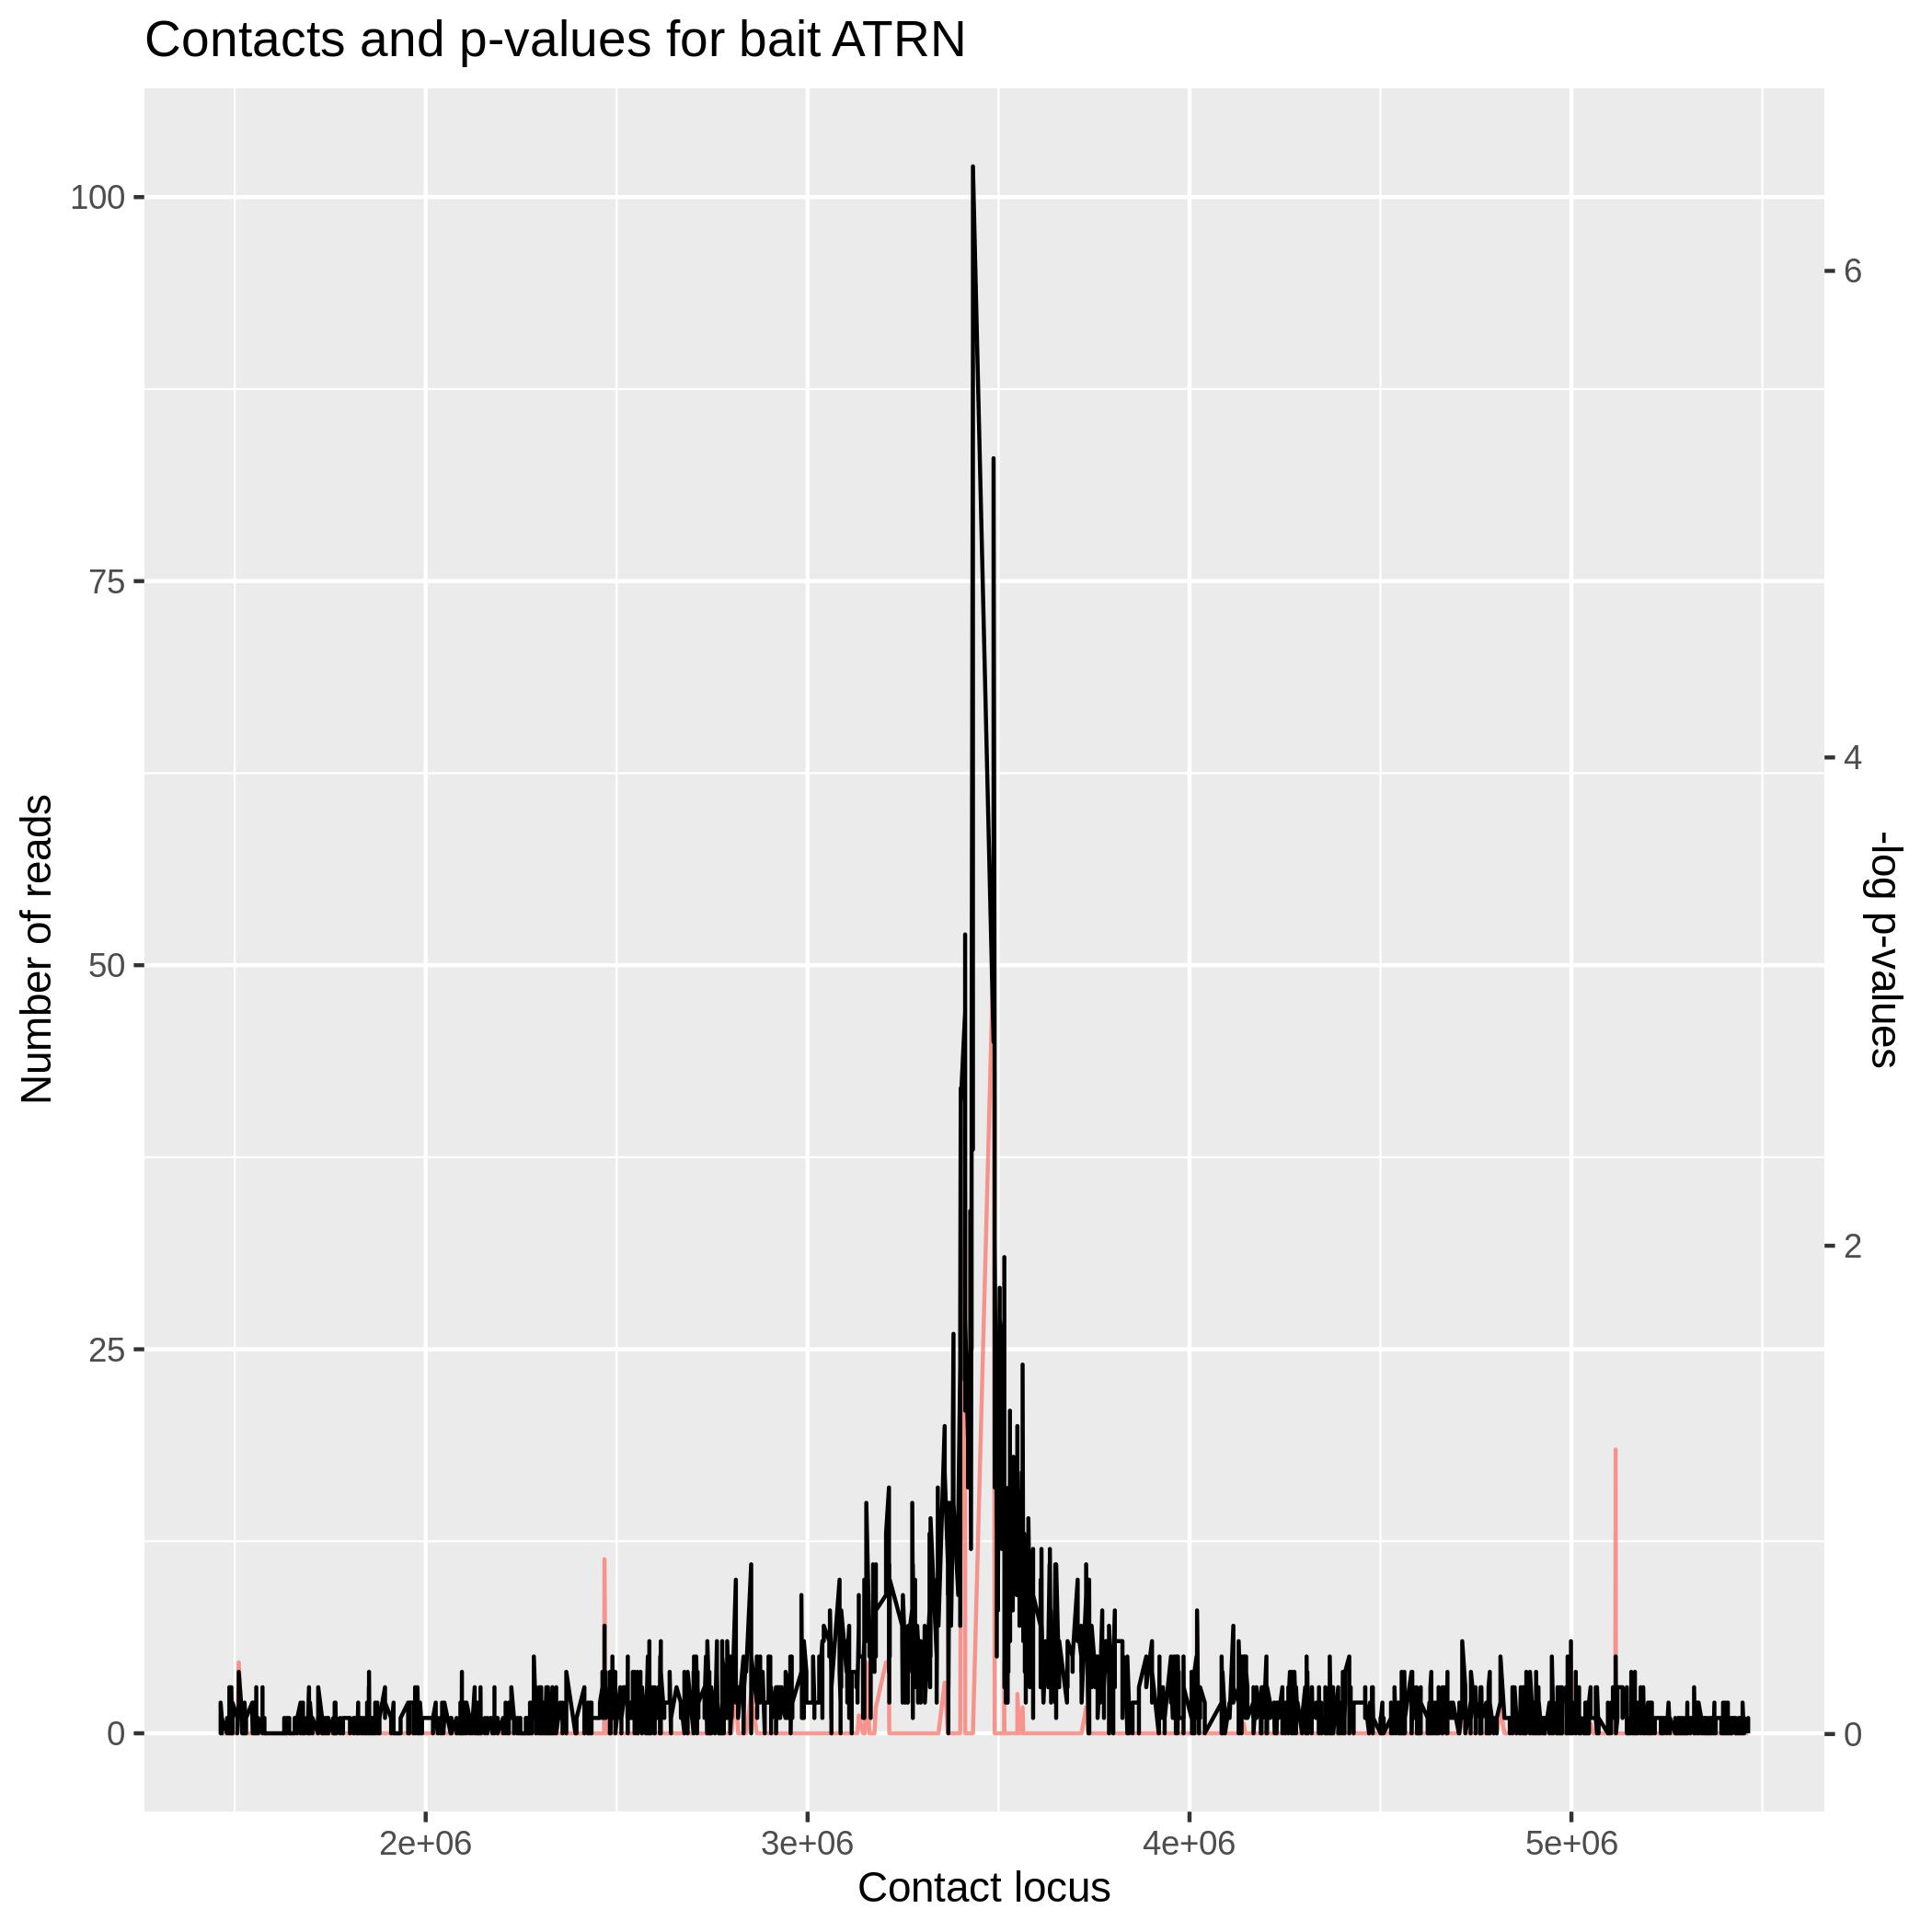 Contacts and p-values for bait ATRN
100
75
50
25
0
Number of reads
6
4
2
0
-log p-values
2e+06
3e+06
4e+06
5e+06
Contact locus